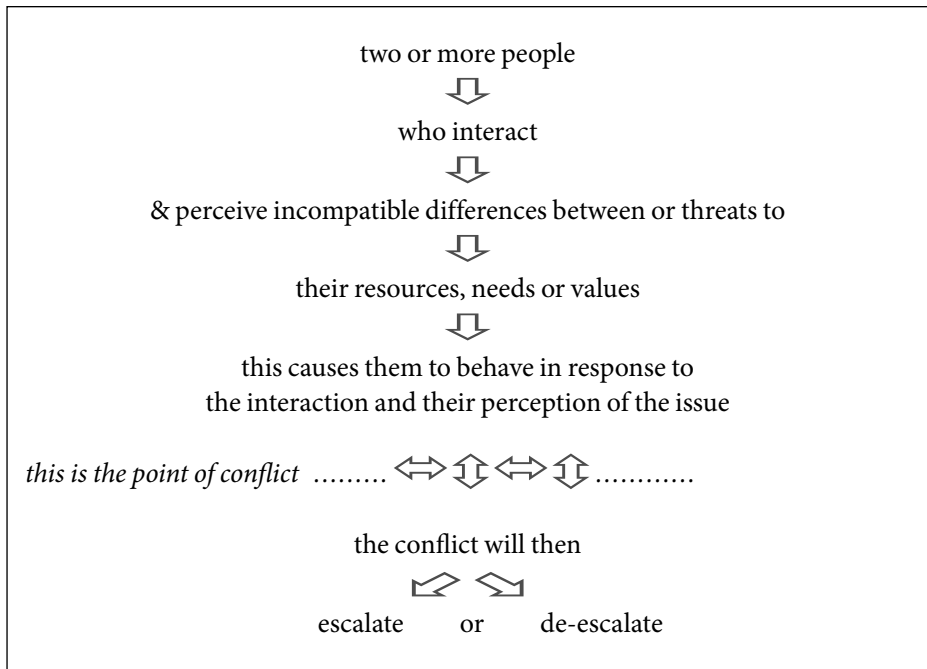 two or more people
who interact
& perceive incompatible differences between or threats to
their resources, needs or values
this causes them to behave in response to
the interaction and their perception of the issue
this is the point of conflict ......... ............
the conflict will then
escalate or de-escalate